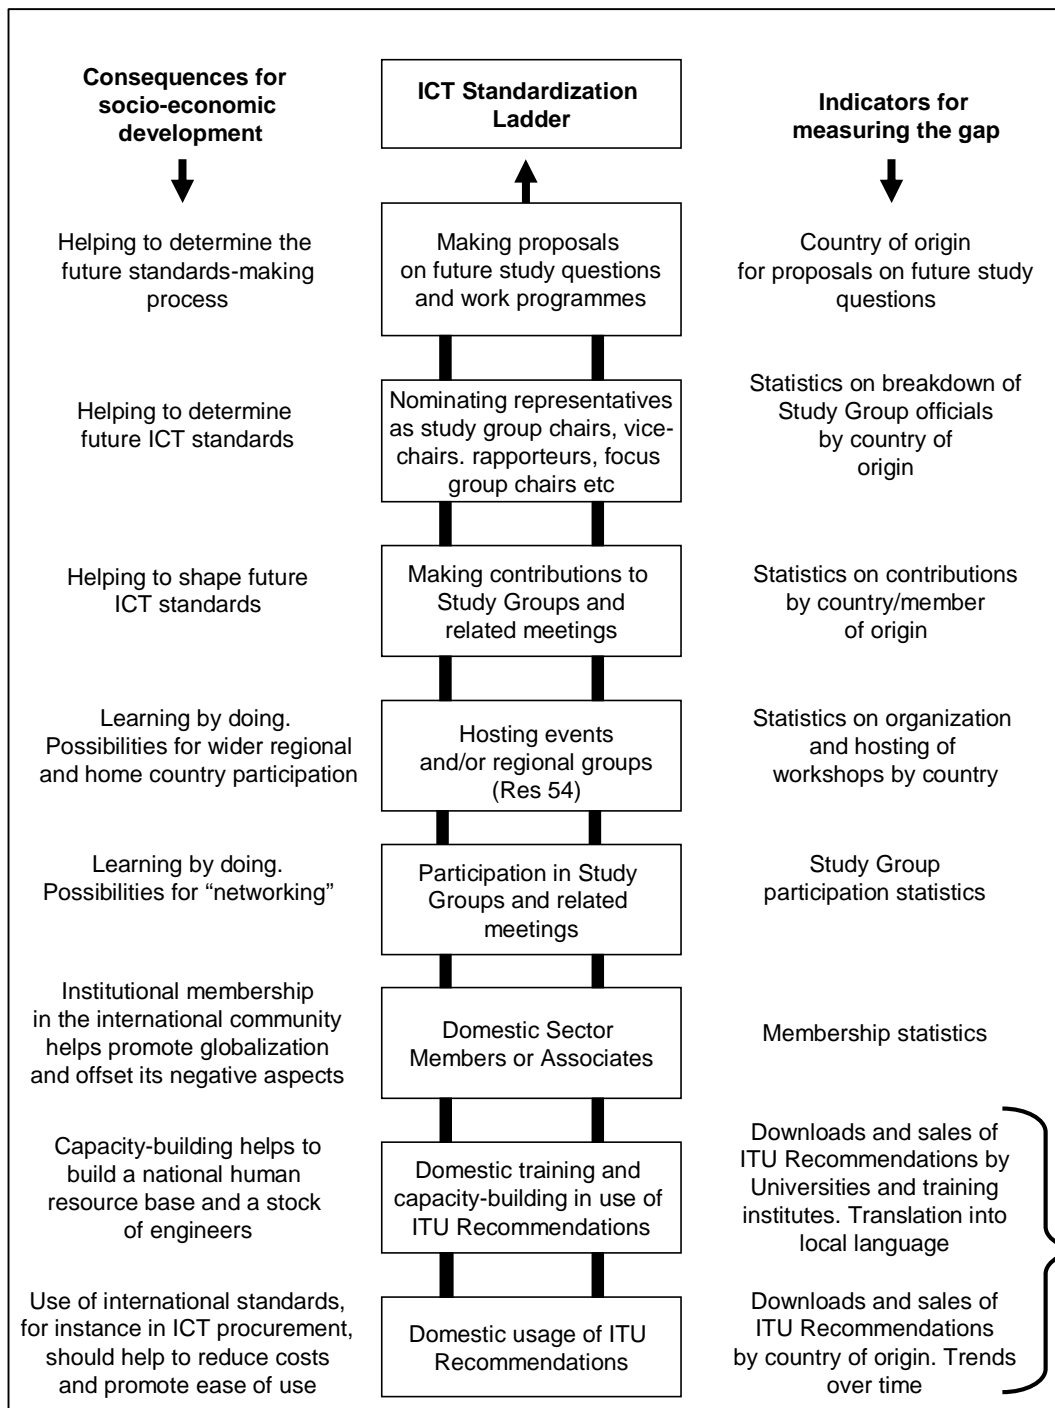 Consequences for
socio-economic
development
ICT Standardization
Ladder
Indicators for
measuring the gap
Helping to determine the
future standards-making
process
Making proposals
on future study questions
and work programmes
Country of origin
for proposals on future study
questions
Helping to determine
future ICT standards
Nominating representatives
as study group chairs, vice-
chairs. rapporteurs, focus
group chairs etc
Statistics on breakdown of
Study Group officials
by country of
origin
Helping to shape future
ICT standards
Making contributions to
Study Groups and
related meetings
Statistics on contributions
by country/member
of origin
Learning by doing.
Possibilities for wider regional
and home country participation
Hosting events
and/or regional groups
(Res 54)
Statistics on organization
and hosting of
workshops by country
Learning by doing.
Possibilities for “networking”
Participation in Study
Groups and related
meetings
Study Group
participation statistics
Institutional membership
in the international community
helps promote globalization
and offset its negative aspects
Domestic Sector
Members or Associates
Membership statistics
Capacity-building helps to
build a national human
resource base and a stock
of engineers
Domestic training and
capacity-building in use of
ITU Recommendations
Downloads and sales of
ITU Recommendations by
Universities and training
institutes. Translation into
local language
Use of international standards,
for instance in ICT procurement,
should help to reduce costs
and promote ease of use
Domestic usage of ITU
Recommendations
Downloads and sales of
ITU Recommendations
by country of origin. Trends
over time